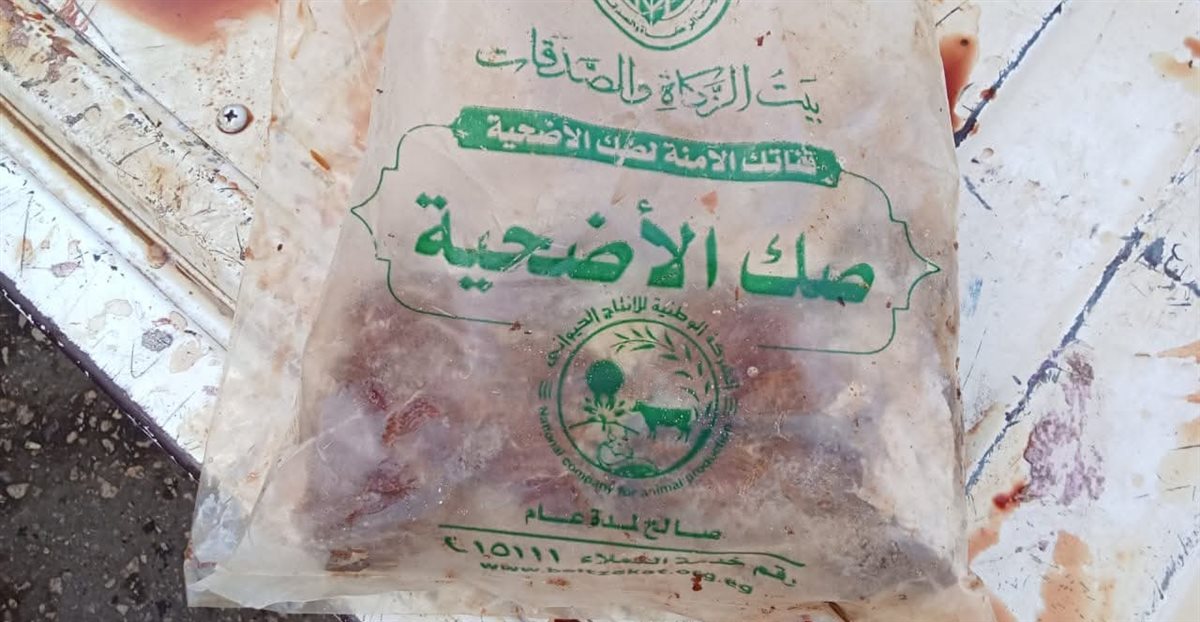 بيت الزكاة والصدقات
قناتك الآمنة لصك الأضحية
صك الأضحية
الشركة الوطنية للإنتاج الحيواني
National company for animal production
صالح لمدة عام
رقم خدمة العملاء ١٥١١١
www.baitzakat.org.eg